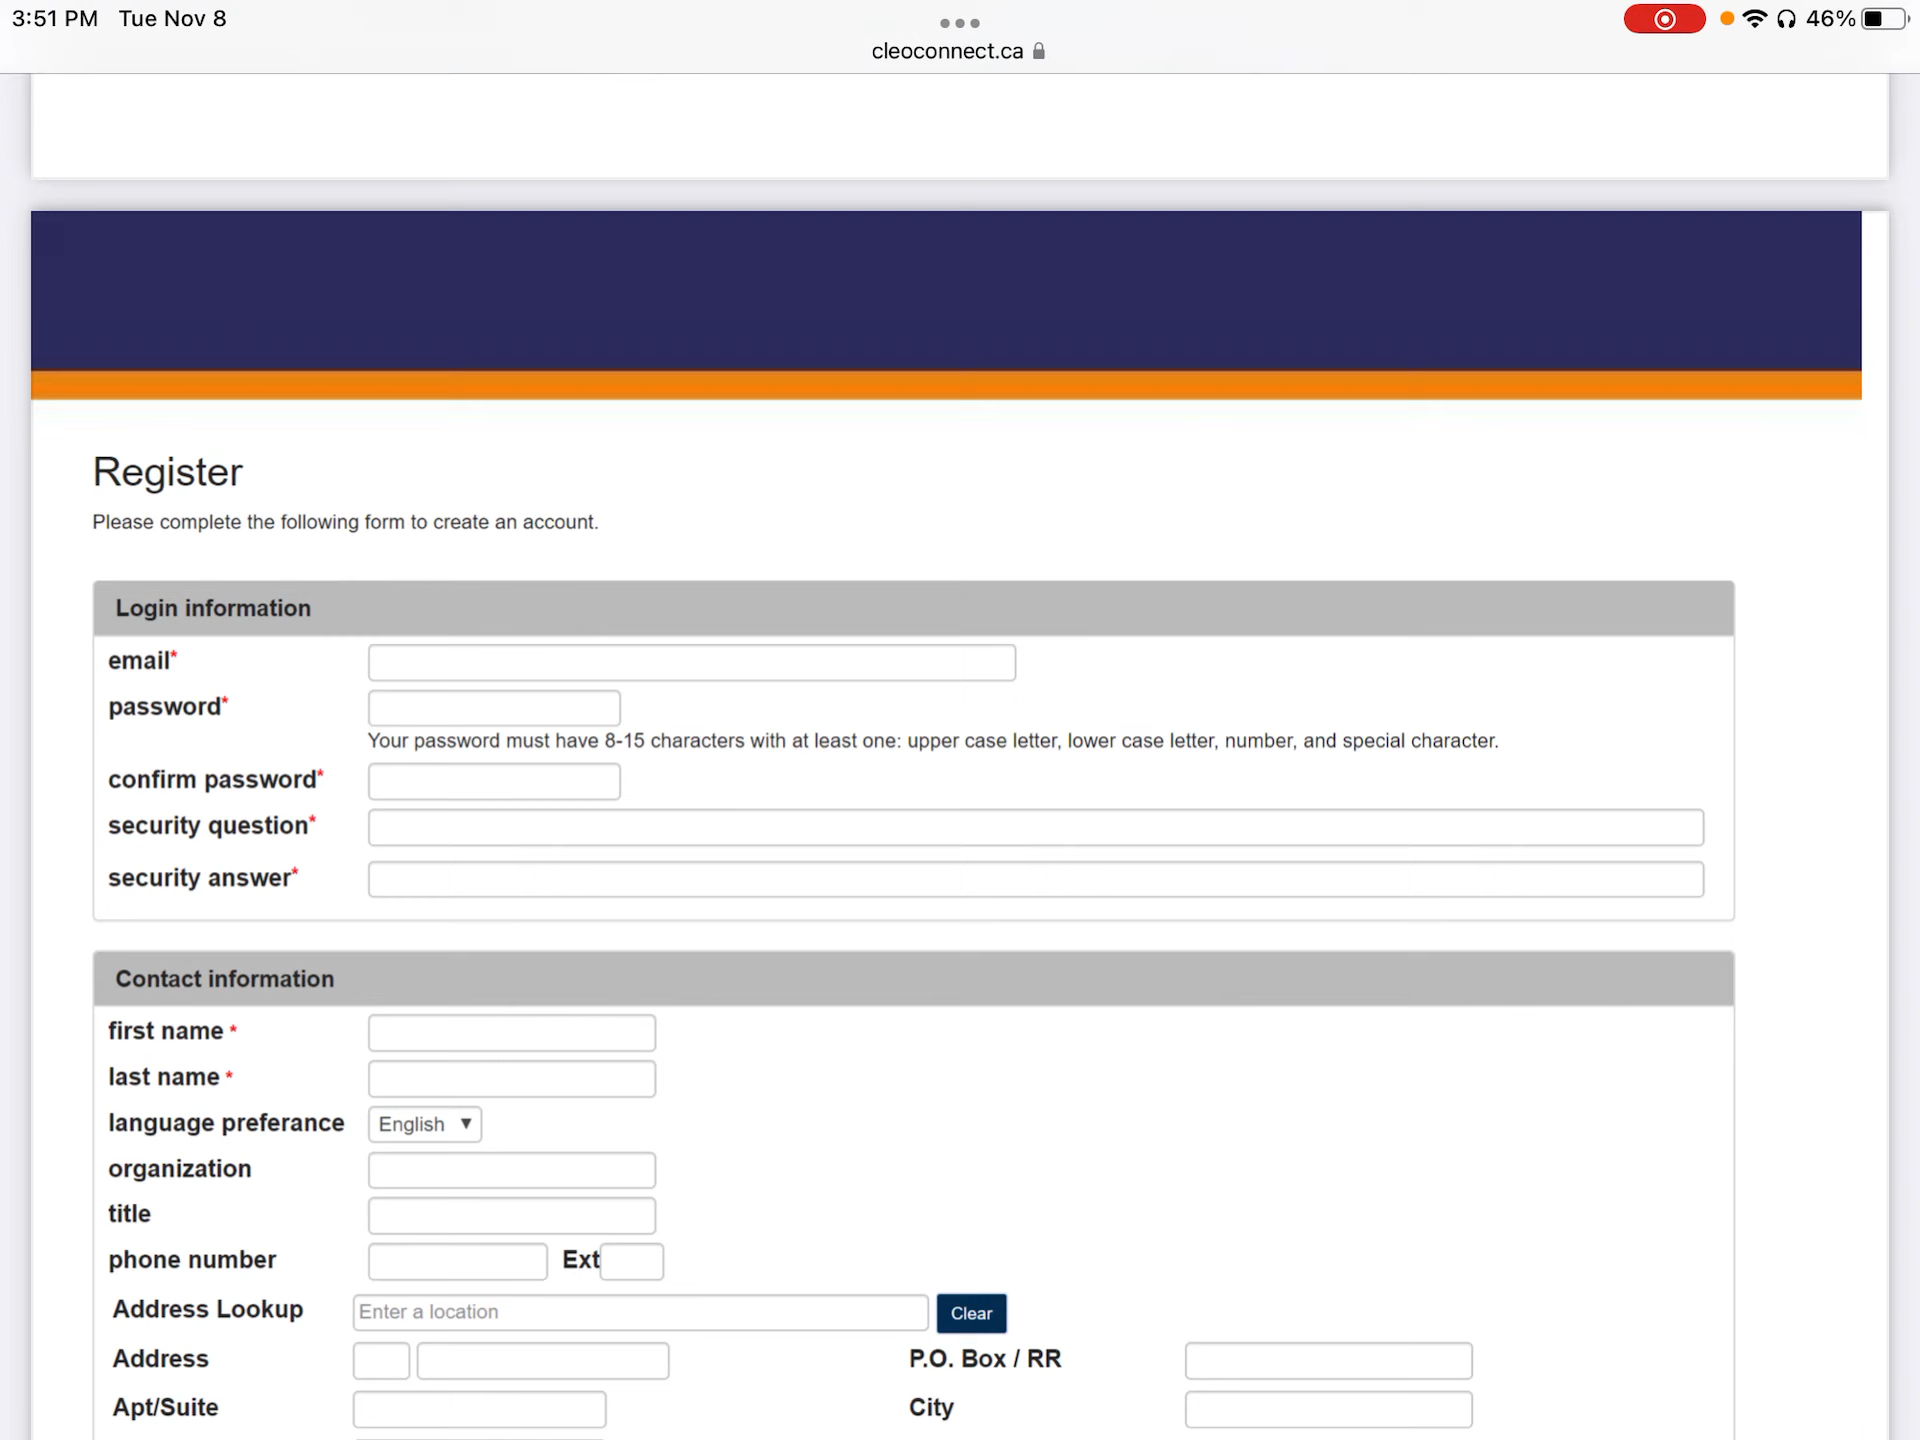 3:51 PM Tue Nov 8
46%
cleoconnect.ca
Register
Please complete the following form to create an account.
Login information
email*
password*
Your password must have 8-15 characters with at least one: upper case letter, lower case letter, number, and special character.
confirm password*
security question*
security answer*
Contact information
first name *
last name *
language preferance English
organization
title
phone number Ext
Address Lookup Enter a location Clear
Address P.O. Box / RR
Apt/Suite City